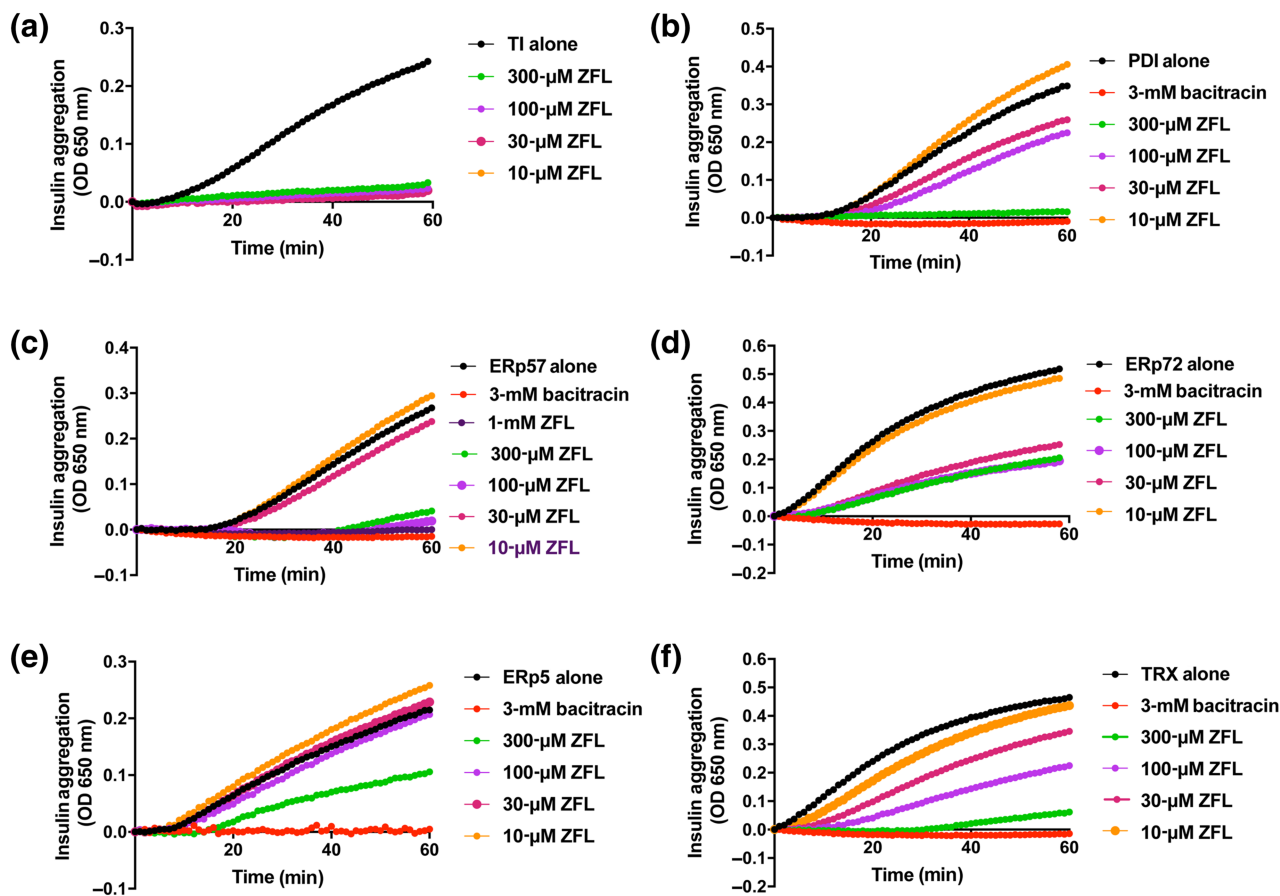 (a)
0.3
0.2
0.1
0.0
–0.1
20
40
60
Insulin aggregation
(OD 650 nm)
Time (min)
TI alone
300-µM ZFL
100-µM ZFL
30-µM ZFL
10-µM ZFL
(b)
0.5
0.4
0.3
0.2
0.1
0.0
–0.1
20
40
60
Insulin aggregation
(OD 650 nm)
Time (min)
PDI alone
3-mM bacitracin
300-µM ZFL
100-µM ZFL
30-µM ZFL
10-µM ZFL
(c)
0.4
0.3
0.2
0.1
0.0
–0.1
20
40
60
Insulin aggregation
(OD 650 nm)
Time (min)
ERp57 alone
3-mM bacitracin
1-mM ZFL
300-µM ZFL
100-µM ZFL
30-µM ZFL
10-µM ZFL
(d)
0.6
0.5
0.4
0.3
0.2
0.1
0.0
–0.1
–0.2
20
40
60
Insulin aggregation
(OD 650 nm)
Time (min)
ERp72 alone
3-mM bacitracin
300-µM ZFL
100-µM ZFL
30-µM ZFL
10-µM ZFL
(e)
0.3
0.2
0.1
0.0
–0.1
20
40
60
Insulin aggregation
(OD 650 nm)
Time (min)
ERp5 alone
3-mM bacitracin
300-µM ZFL
100-µM ZFL
30-µM ZFL
10-µM ZFL
(f)
0.6
0.5
0.4
0.3
0.2
0.1
0.0
–0.1
–0.2
20
40
60
Insulin aggregation
(OD 650 nm)
Time (min)
TRX alone
3-mM bacitracin
300-µM ZFL
100-µM ZFL
30-µM ZFL
10-µM ZFL